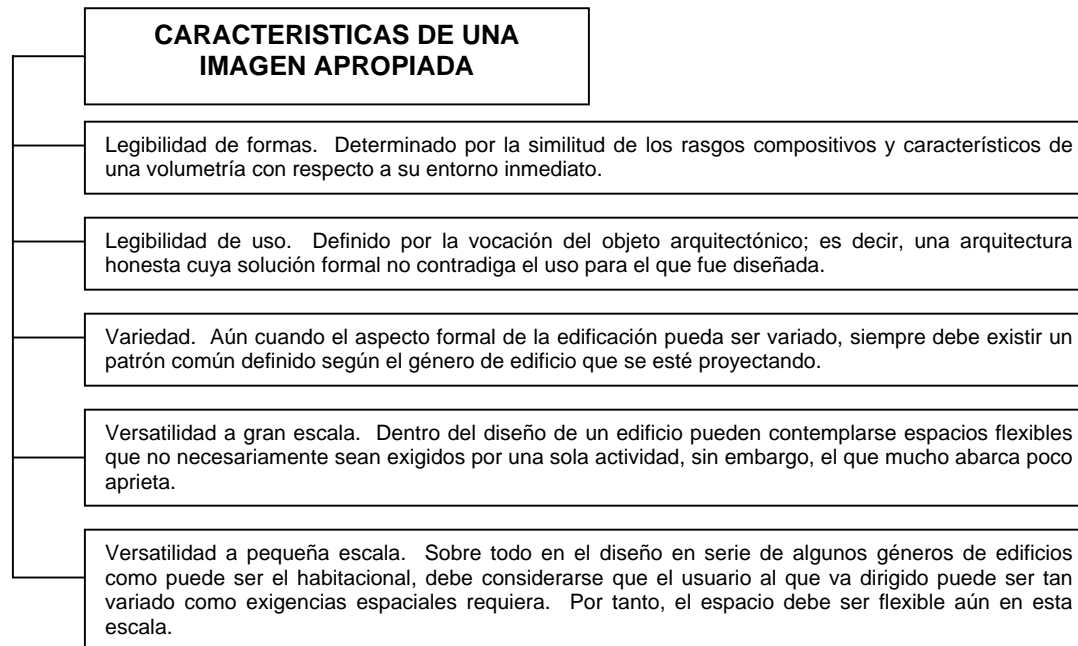 CARACTERISTICAS DE UNA
IMAGEN APROPIADA
Legibilidad de formas. Determinado por la similitud de los rasgos compositivos y característicos de
una volumetría con respecto a su entorno inmediato.
Legibilidad de uso. Definido por la vocación del objeto arquitectónico; es decir, una arquitectura
honesta cuya solución formal no contradiga el uso para el que fue diseñada.
Variedad. Aún cuando el aspecto formal de la edificación pueda ser variado, siempre debe existir un
patrón común definido según el género de edificio que se esté proyectando.
Versatilidad a gran escala. Dentro del diseño de un edificio pueden contemplarse espacios flexibles
que no necesariamente sean exigidos por una sola actividad, sin embargo, el que mucho abarca poco
aprieta.
Versatilidad a pequeña escala. Sobre todo en el diseño en serie de algunos géneros de edificios
como puede ser el habitacional, debe considerarse que el usuario al que va dirigido puede ser tan
variado como exigencias espaciales requiera. Por tanto, el espacio debe ser flexible aún en esta
escala.